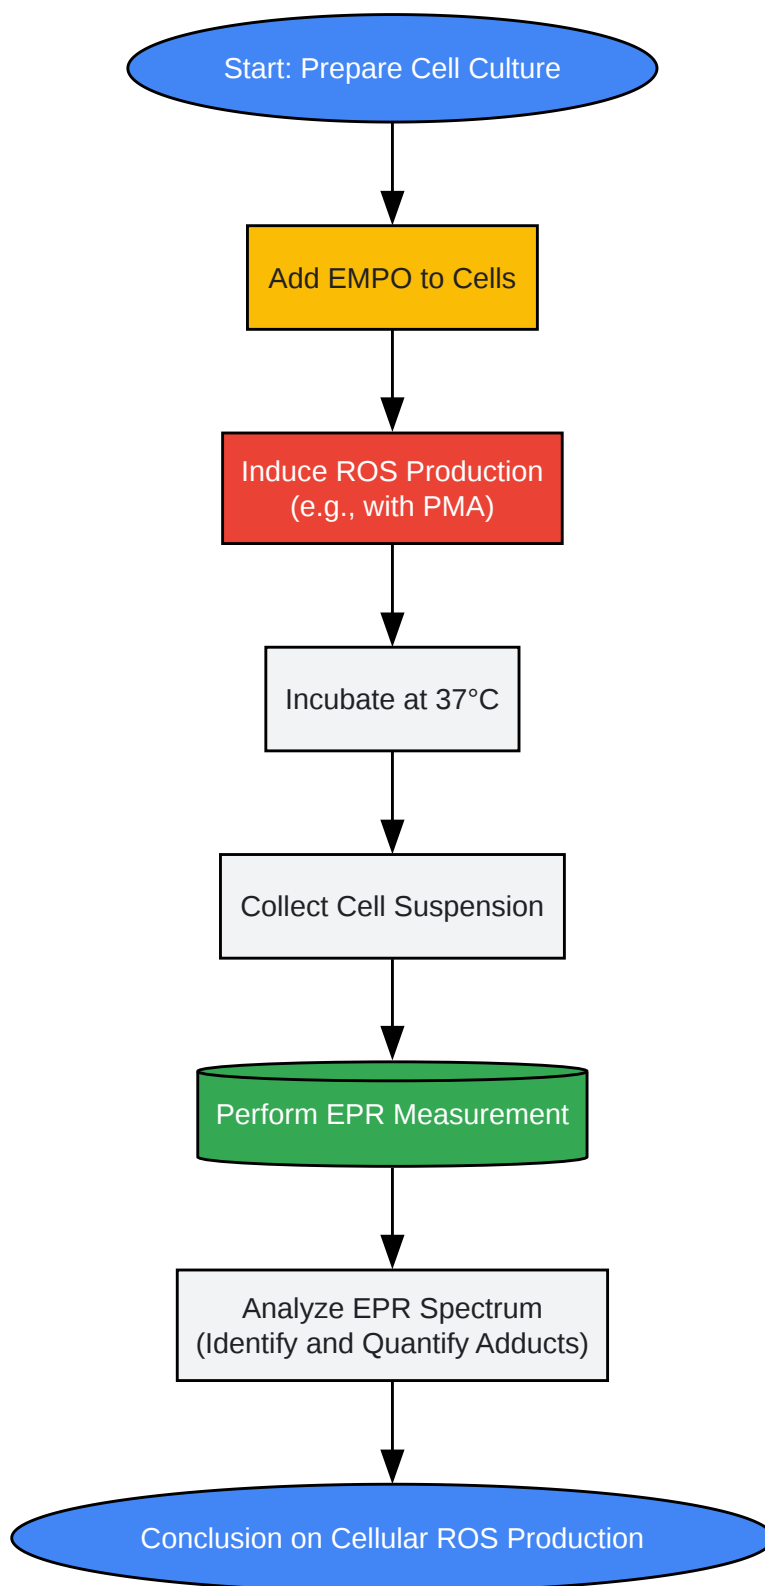 Start: Prepare Cell Culture
Add EMPO to Cells
Induce ROS Production
(e.g., with PMA)
Incubate at 37°C
Collect Cell Suspension
Perform EPR Measurement
Analyze EPR Spectrum
(Identify and Quantify Adducts)
Conclusion on Cellular ROS Production